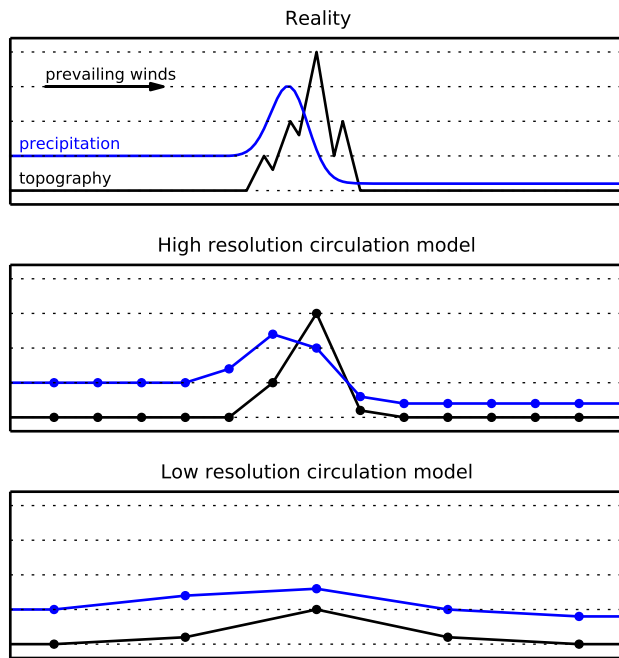 Reality
prevailing winds
precipitation
topography
High resolution circulation model
Low resolution circulation model